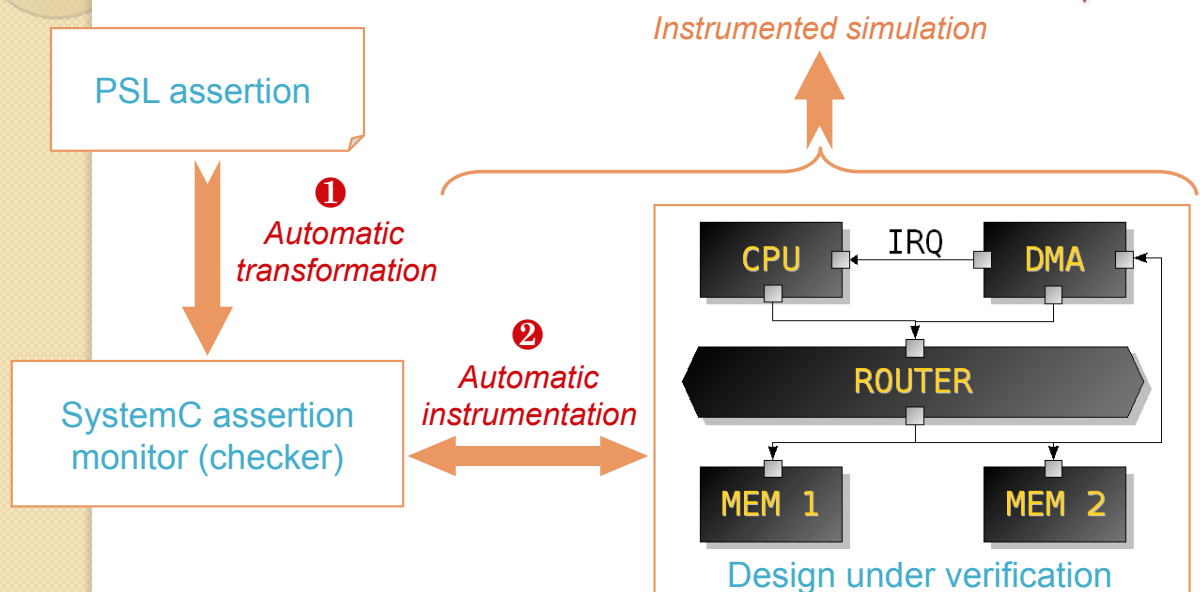 Instrumented simulation
PSL assertion
❶
Automatic
transformation
❷
Automatic
instrumentation
SystemC assertion
monitor (checker)
CPU
IRQ
DMA
ROUTER
MEM 1
MEM 2
Design under verification